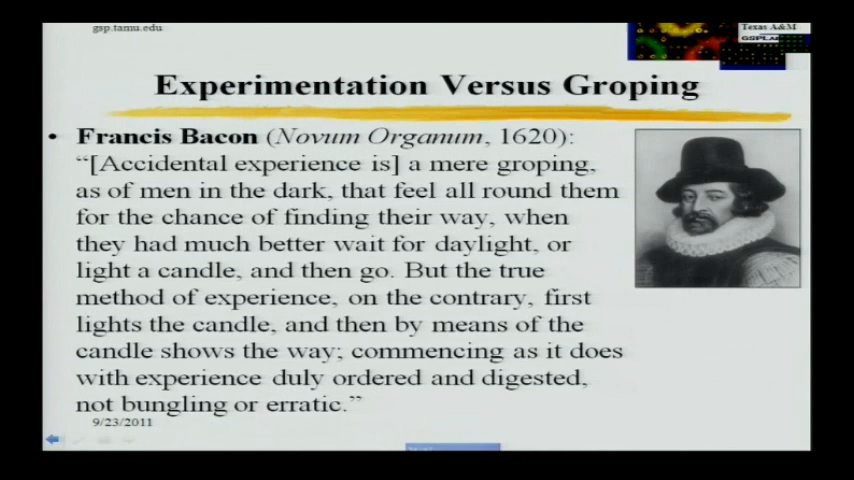 gsp.tamu.edu
Texas A&M
Experimentation Versus Groping
• Francis Bacon (Novum Organum, 1620):
“[Accidental experience is] a mere groping,
as of men in the dark, that feel all round them
for the chance of finding their way, when
they had much better wait for daylight, or
light a candle, and then go. But the true
method of experience, on the contrary, first
lights the candle, and then by means of the
candle shows the way; commencing as it does
with experience duly ordered and digested,
not bungling or erratic.”
9/23/2011